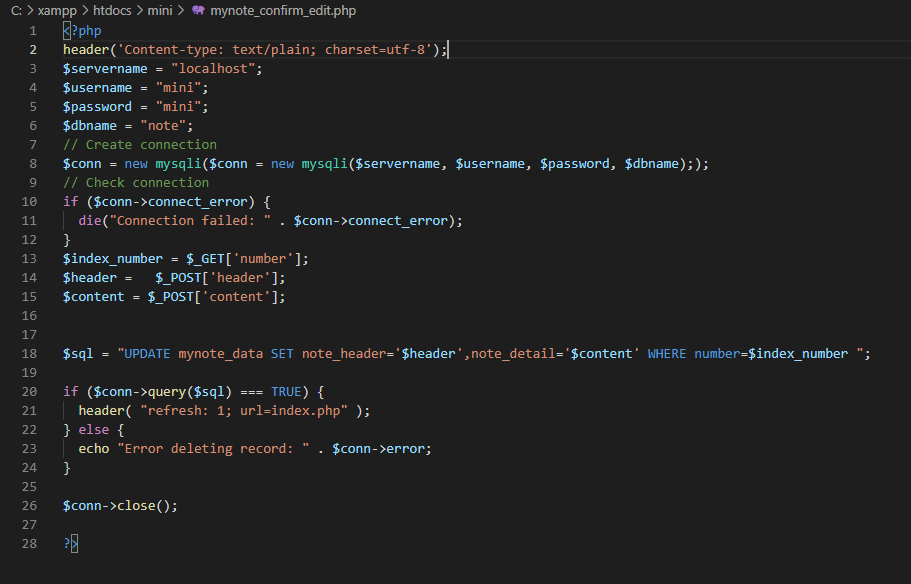 C: > xampp > htdocs > mini > mynote_confirm_edit.php
1 <?php
2 header('Content-type: text/plain; charset=utf-8');
3 $servername = "localhost";
4 $username = "mini";
5 $password = "mini";
6 $dbname = "note";
7 // Create connection
8 $conn = new mysqli($conn = new mysqli($servername, $username, $password, $dbname););
9 // Check connection
10 if ($conn->connect_error) {
11   die("Connection failed: " . $conn->connect_error);
12 }
13 $index_number = $_GET['number'];
14 $header =   $_POST['header'];
15 $content = $_POST['content'];
16
17
18 $sql = "UPDATE mynote_data SET note_header='$header',note_detail='$content' WHERE number=$index_number ";
19
20 if ($conn->query($sql) === TRUE) {
21   header( "refresh: 1; url=index.php" );
22 } else {
23   echo "Error deleting record: " . $conn->error;
24 }
25
26 $conn->close();
27
28 ?>